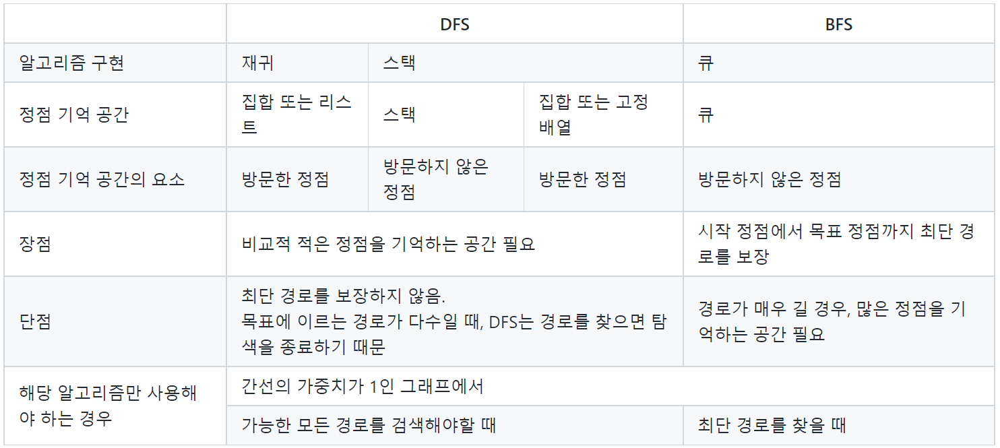 DFS
BFS
알고리즘 구현
재귀
스택
큐
정점 기억 공간
집합 또는 리스
트
스택
집합 또는 고정
배열
큐
정점 기억 공간의 요소
방문한 정점
방문하지 않은
정점
방문한 정점
방문하지 않은 정점
장점
비교적 적은 정점을 기억하는 공간 필요
시작 정점에서 목표 정점까지 최단 경
로를 보장
단점
최단 경로를 보장하지 않음.
목표에 이르는 경로가 다수일 때, DFS는 경로를 찾으면 탐
색을 종료하기 때문
경로가 매우 길 경우, 많은 정점을 기
억하는 공간 필요
해당 알고리즘만 사용해
야 하는 경우
간선의 가중치가 1인 그래프에서
가능한 모든 경로를 검색해야할 때
최단 경로를 찾을 때